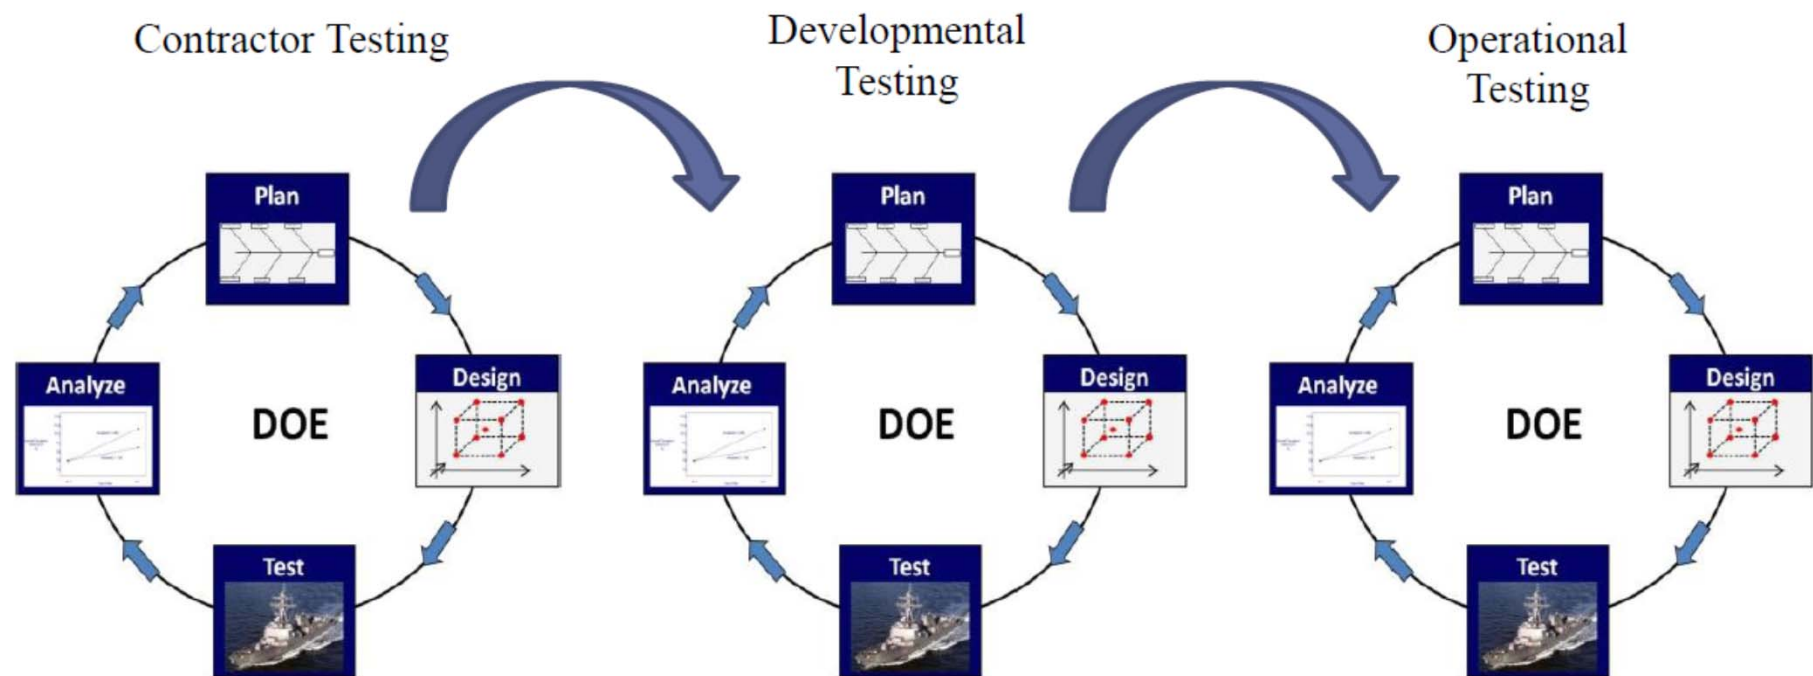 Contractor Testing
Developmental
Testing
Operational
Testing
Plan
Plan
Plan
Analyze
DOE
Design
Analyze
DOE
Design
Analyze
DOE
Design
Test
Test
Test